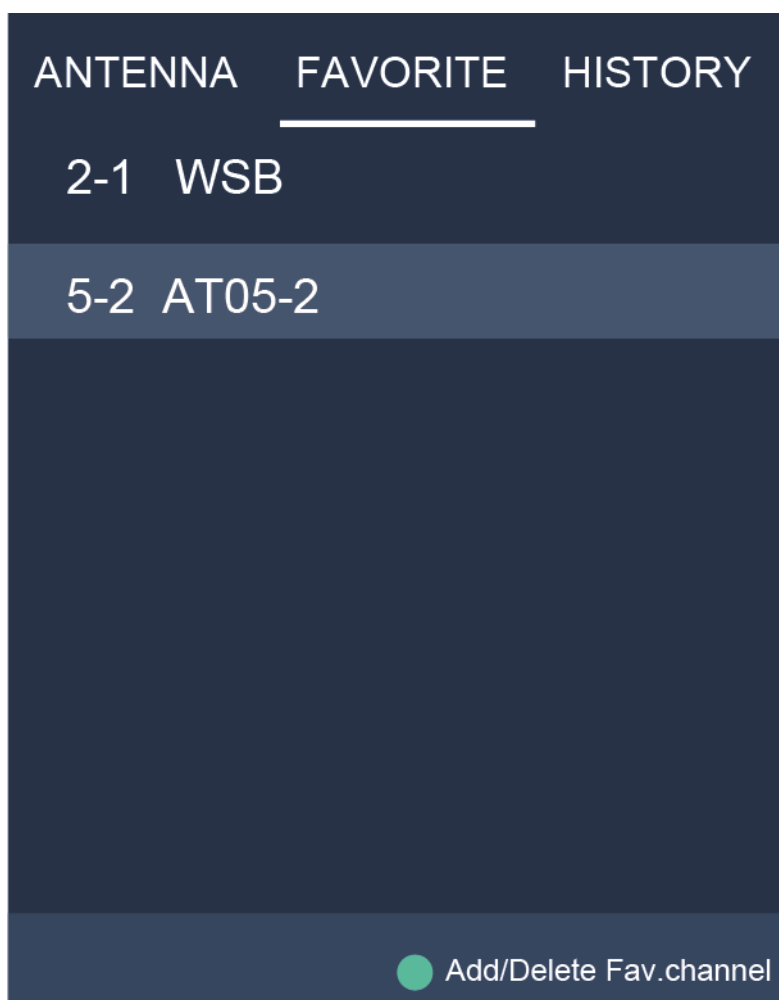 ANTENNA FAVORITE HISTORY
2-1 WSB
5-2 AT05-2
Add/Delete Fav.channel